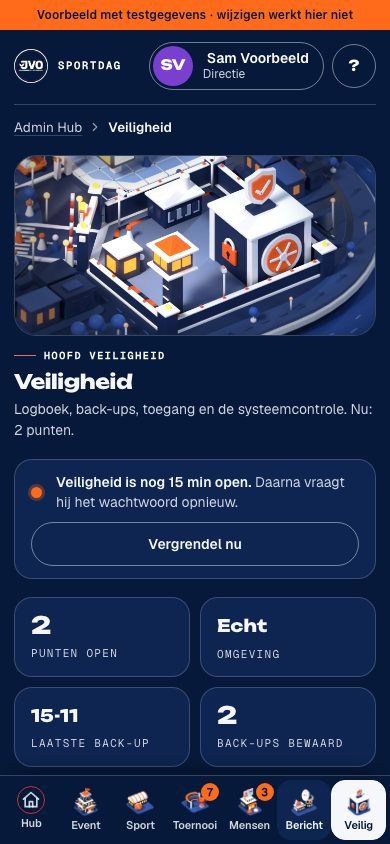 Voorbeeld met testgegevens · wijzigen werkt hier niet
JVO SPORTDAG
SV Sam Voorbeeld
Directie
?
Admin Hub > Veiligheid
HOOFD VEILIGHEID
Veiligheid
Logboek, back-ups, toegang en de systeemcontrole. Nu:
2 punten.
Veiligheid is nog 15 min open. Daarna vraagt
hij het wachtwoord opnieuw.
Vergrendel nu
2
PUNTEN OPEN
Echt
OMGEVING
15-11
LAATSTE BACK-UP
2
BACK-UPS BEWAARD
7 3
Hub Event Sport Toernooi Mensen Bericht Veilig